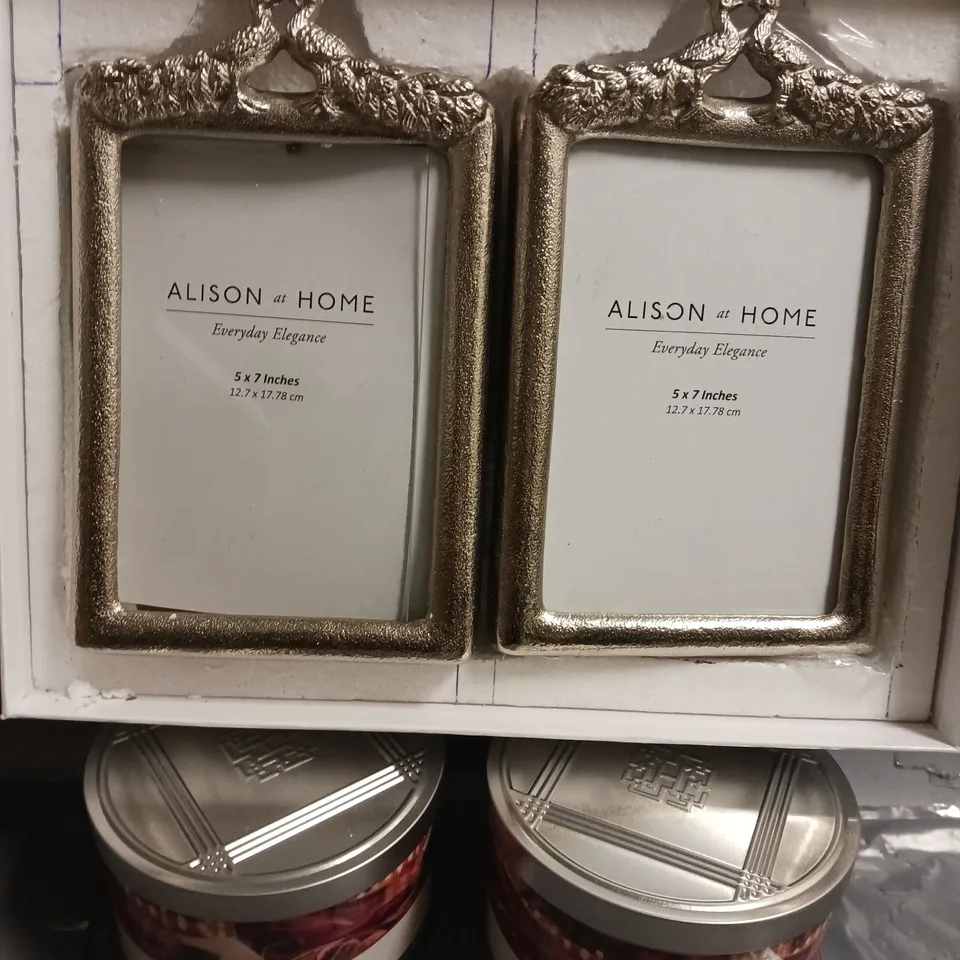 ALISON at HOME
Everyday Elegance
5 x 7 Inches
12.7 x 17.78 cm
ALISON at HOME
Everyday Elegance
5 x 7 Inches
12.7 x 17.78 cm